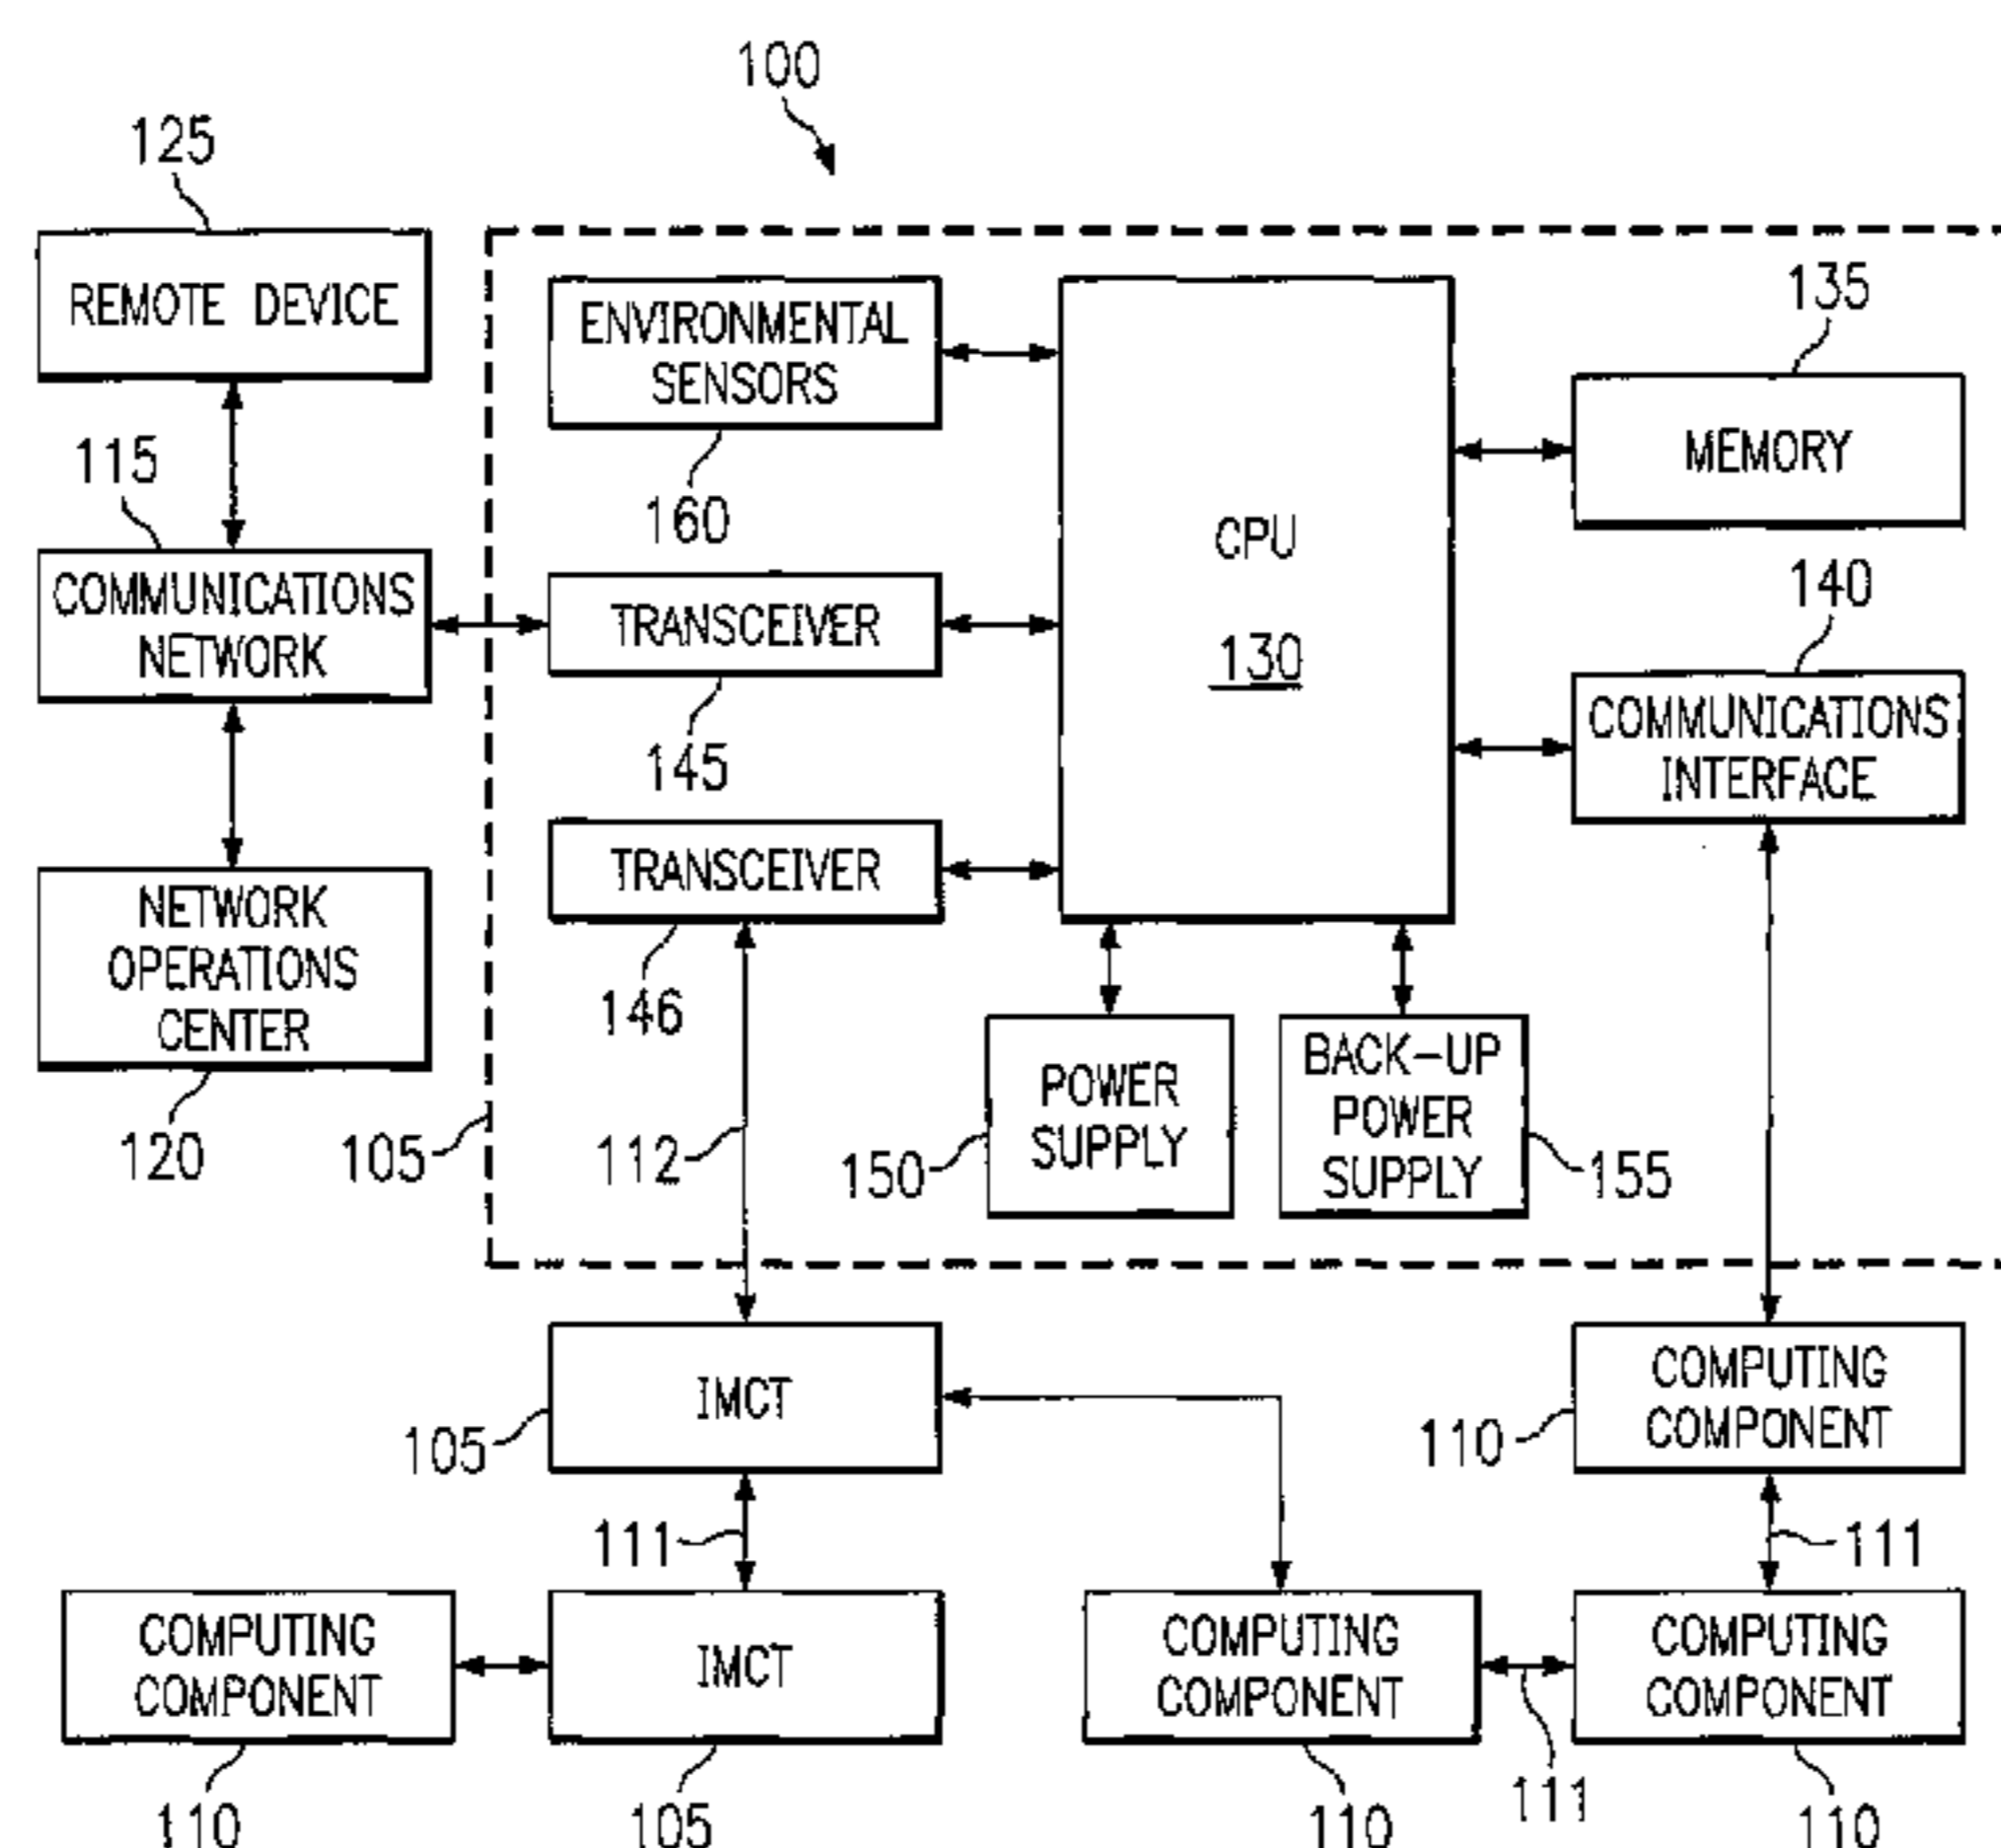 100
125
REMOTE DEVICE
115
COMMUNICATIONS
NETWORK
NETWORK
OPERATIONS
CENTER
120
105
ENVIRONMENTAL
SENSORS
160
TRANSCEIVER
145
TRANSCEIVER
146
112
CPU
130
135
MEMORY
140
COMMUNICATIONS
INTERFACE
POWER
SUPPLY
150
BACK-UP
POWER
SUPPLY
155
IMCT
105
111
COMPUTING
COMPONENT
110
111
COMPUTING
COMPONENT
110
IMCT
105
COMPUTING
COMPONENT
110
111
COMPUTING
COMPONENT
110